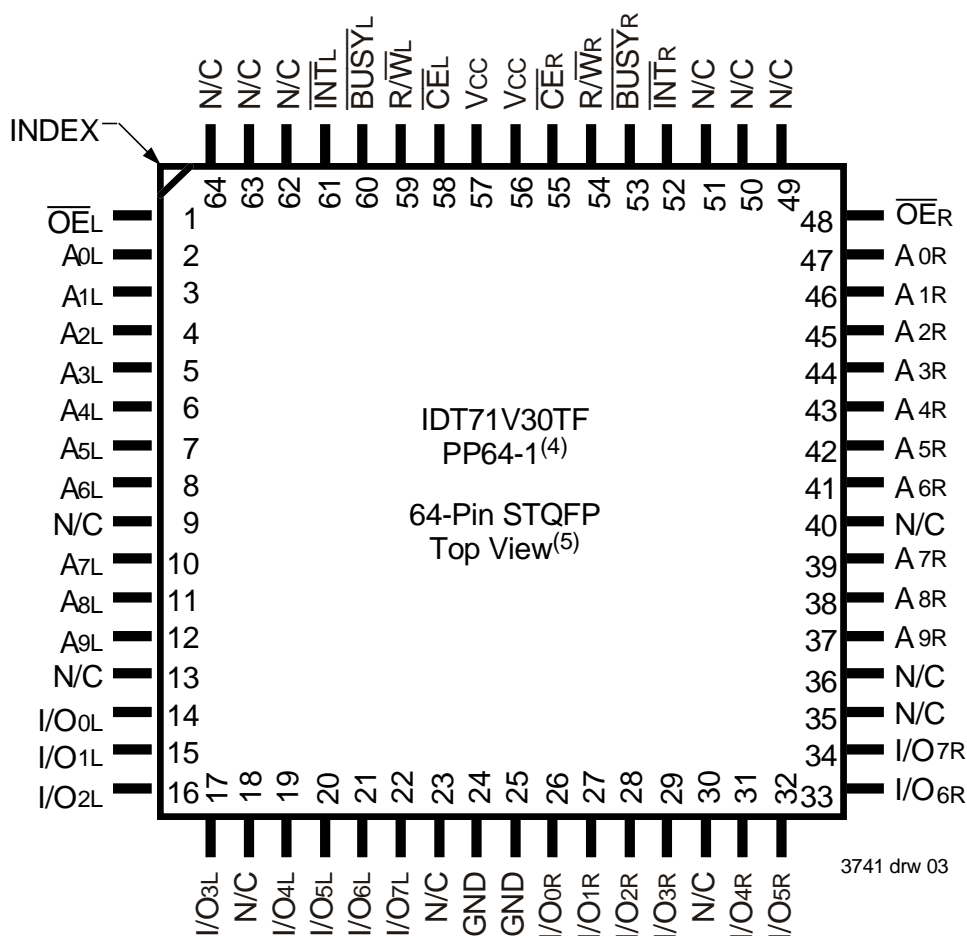 N/C N/C N/C INTL BUSYL R/WL CEL VCC VCC CER R/WR BUSYR INTR N/C N/C N/C
INDEX
64 63 62 61 60 59 58 57 56 55 54 53 52 51 50 49
OEL 1 48 OER
A0L 2 47 A0R
A1L 3 46 A1R
A2L 4 45 A2R
A3L 5 44 A3R
A4L 6 43 A4R
A5L 7 42 A5R
A6L 8 41 A6R
N/C 9 40 N/C
A7L 10 39 A7R
A8L 11 38 A8R
A9L 12 37 A9R
N/C 13 36 N/C
I/O0L 14 35 N/C
I/O1L 15 34 I/O7R
I/O2L 16 33 I/O6R
IDT71V30TF
PP64-1(4)
64-Pin STQFP
Top View(5)
17 18 19 20 21 22 23 24 25 26 27 28 29 30 31 32
I/O3L N/C I/O4L I/O5L I/O6L I/O7L N/C GND GND I/O0R I/O1R I/O2R I/O3R N/C I/O4R I/O5R
3741 drw 03